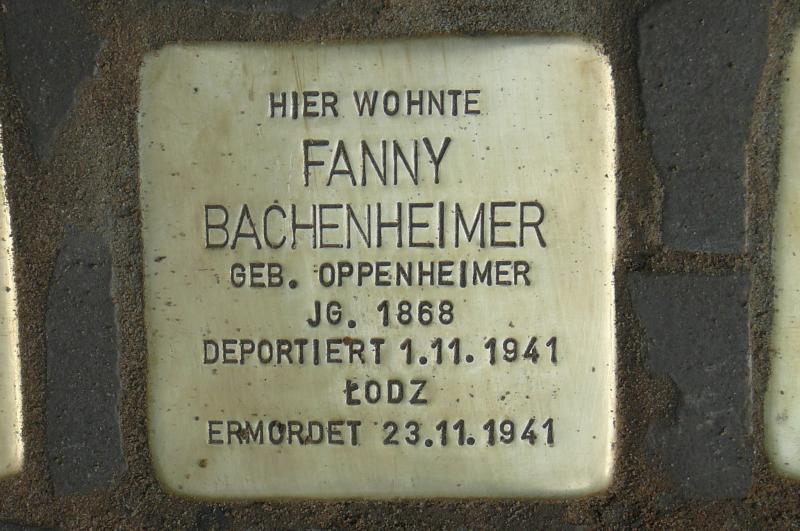 HIER WOHNTE
FANNY
BACHENHEIMER
GEB. OPPENHEIMER
JG. 1868
DEPORTIERT 1.11.1941
ŁODZ
ERMORDET 23.11.1941